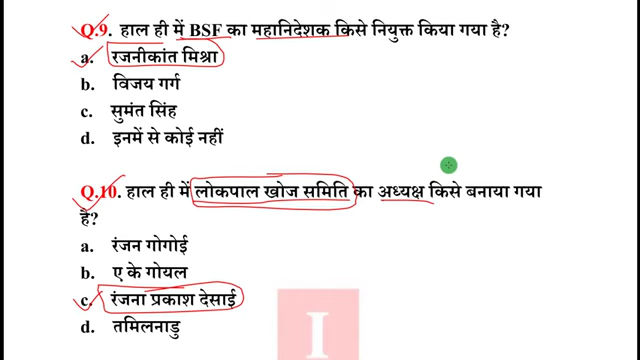 Q.9. हाल ही में BSF का महानिदेशक किसे नियुक्त किया गया है?
a. रजनीकांत मिश्रा
b. विजय गर्ग
c. सुमंत सिंह
d. इनमें से कोई नहीं
Q.10. हाल ही में लोकपाल खोज समिति का अध्यक्ष किसे बनाया गया
है?
a. रंजन गोगोई
b. ए के गोयल
c. रंजना प्रकाश देसाई
d. तमिलनाडु
I